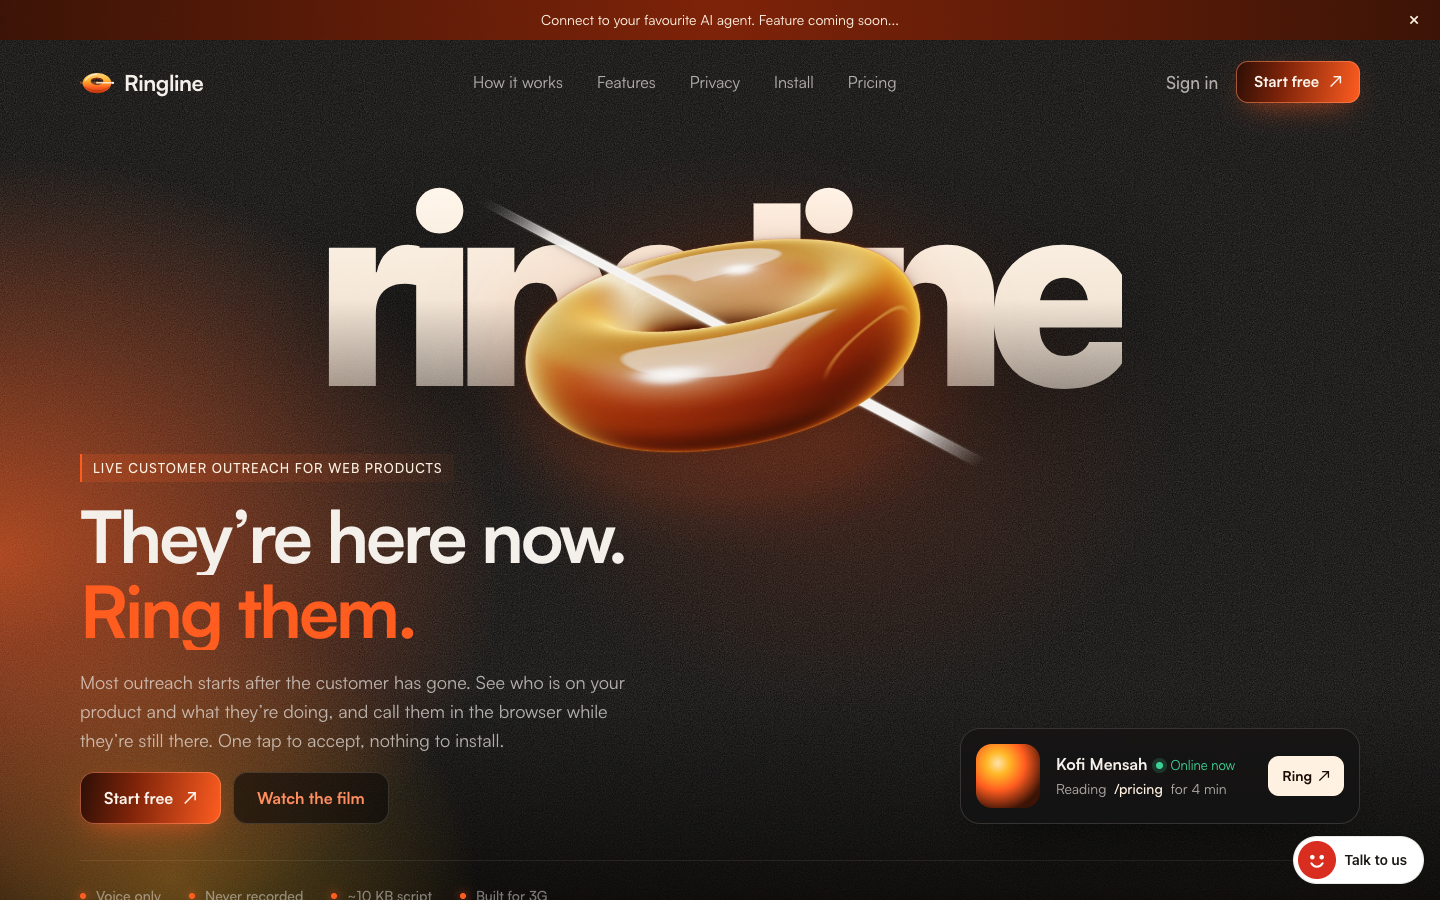 Connect to your favourite AI agent. Feature coming soon...
Ringline
How it works
Features
Privacy
Install
Pricing
Sign in
Start free
ringline
LIVE CUSTOMER OUTREACH FOR WEB PRODUCTS
They’re here now.
Ring them.
Most outreach starts after the customer has gone. See who is on your
product and what they’re doing, and call them in the browser while
they’re still there. One tap to accept, nothing to install.
Start free
Watch the film
Kofi Mensah
Online now
Reading /pricing for 4 min
Ring
Talk to us
Voice only
Never recorded
~10 KB script
Built for 3G